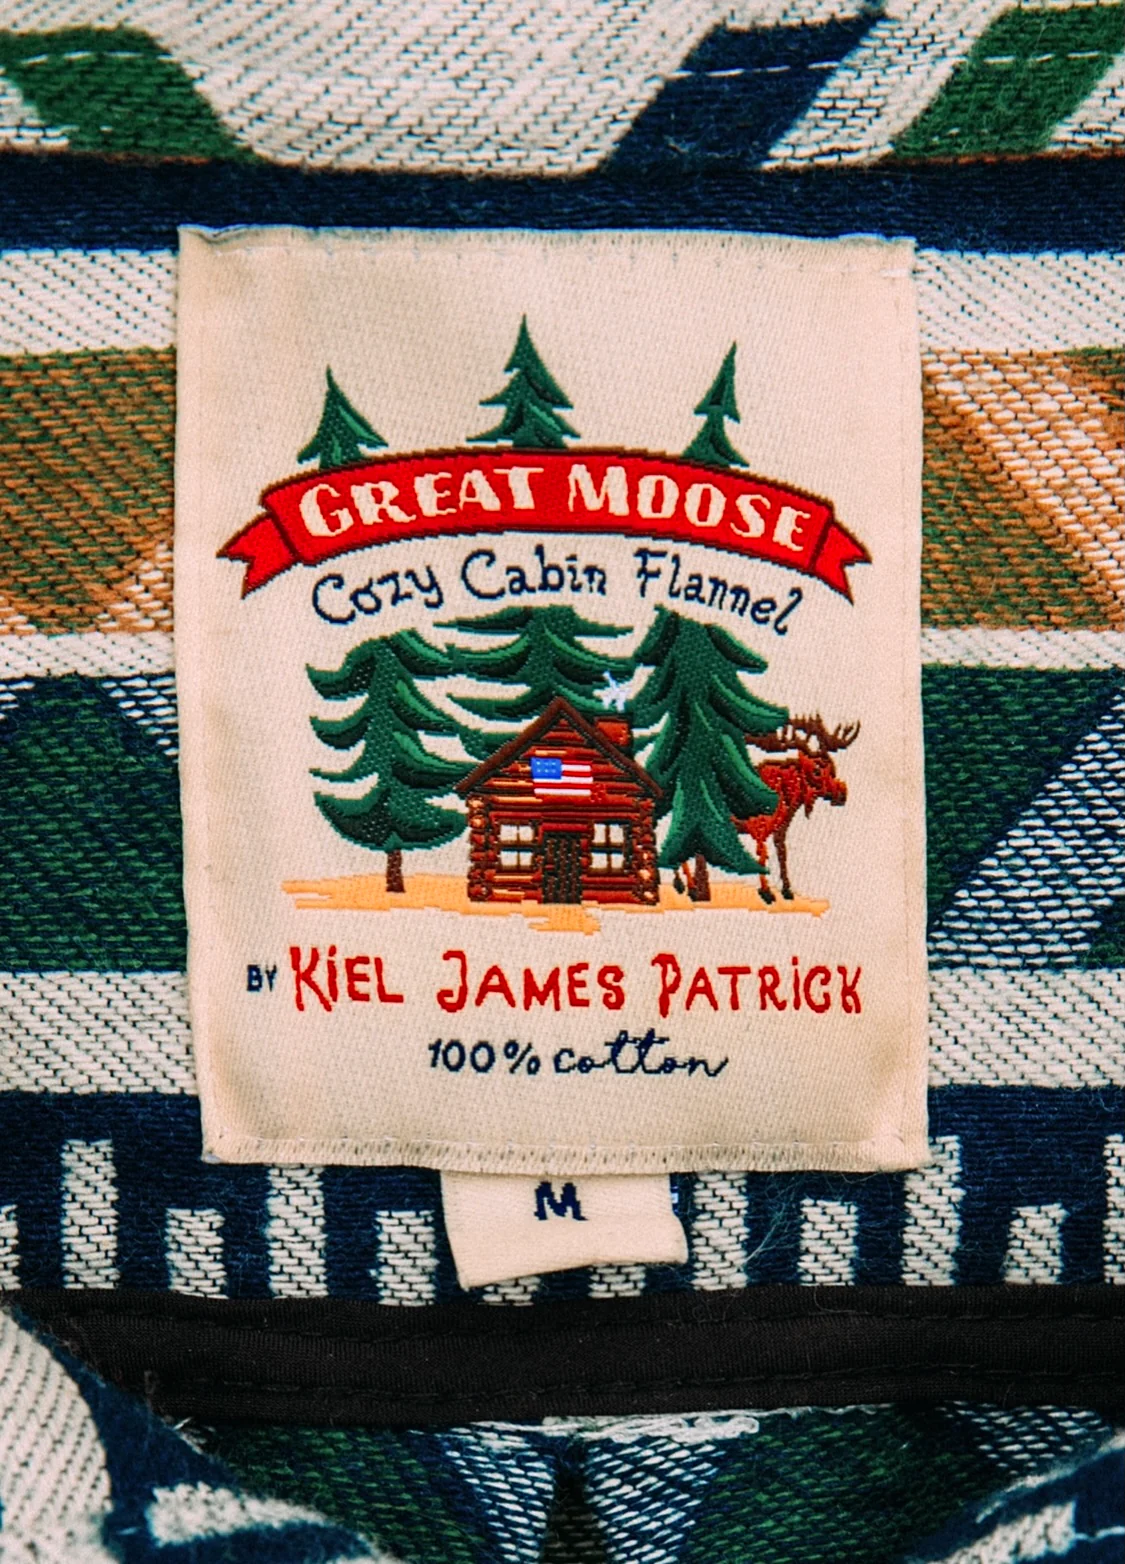 GREAT MOOSE
Cozy Cabin Flannel
BY KiEL JAMES PATRiCK
100% cotton
M